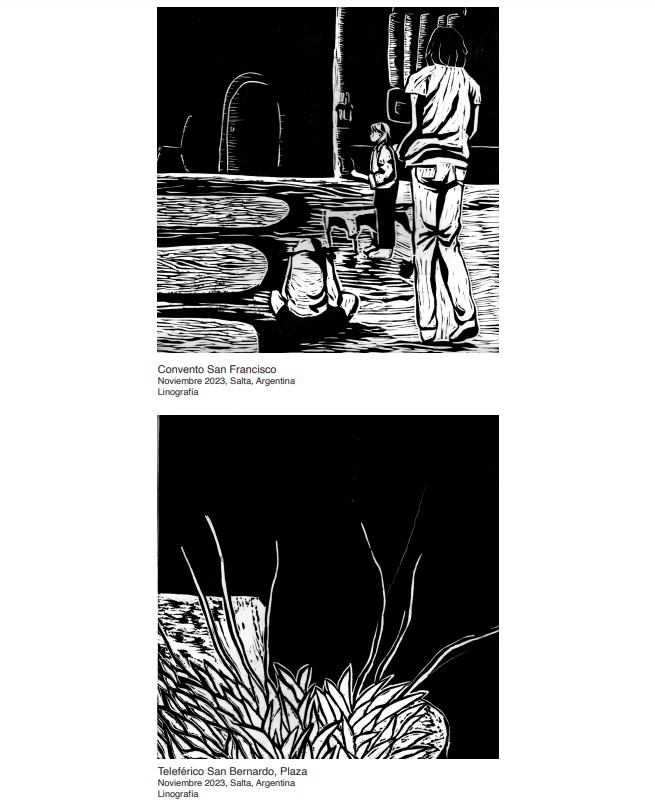 Convento San Francisco
Noviembre 2023, Salta, Argentina
Linografía
Teleférico San Bernardo, Plaza
Noviembre 2023, Salta, Argentina
Linografía